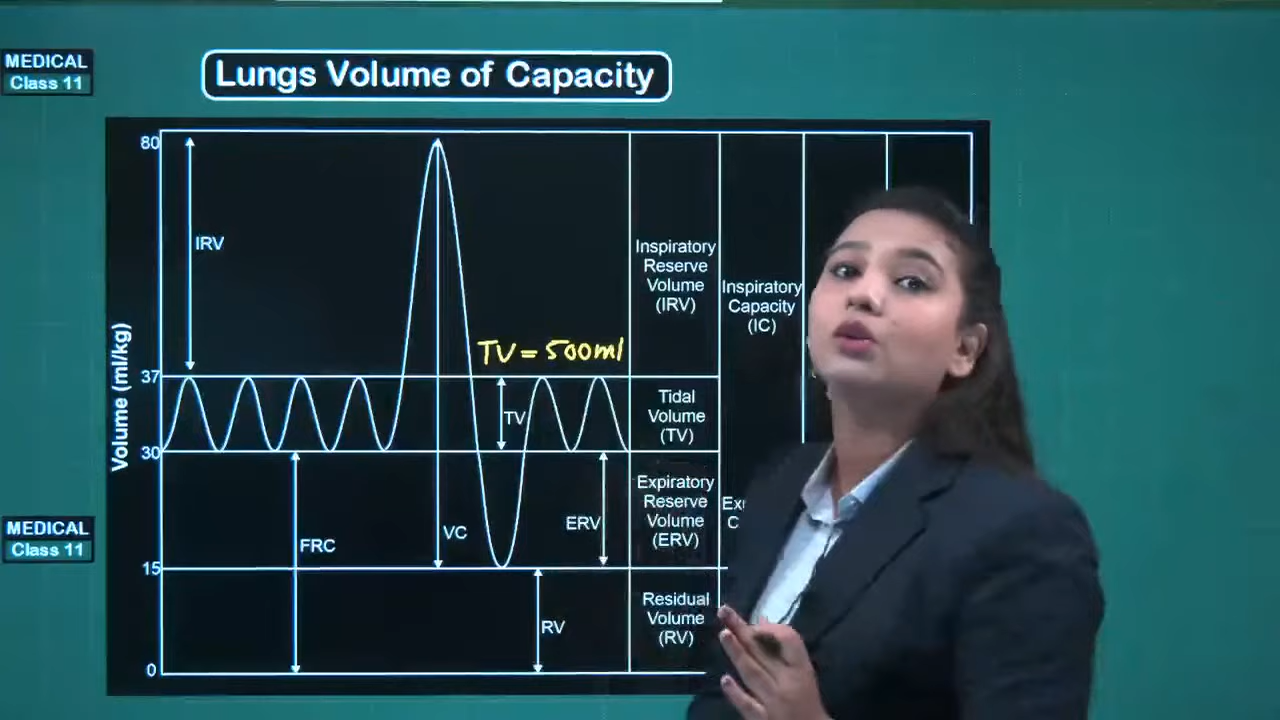 MEDICAL
Class 11
Lungs Volume of Capacity
80
IRV
Inspiratory
Reserve
Volume
(IRV)
Inspiratory
Capacity
(IC)
TV = 500ml
Volume (ml/kg)
37
TV
Tidal
Volume
(TV)
30
FRC
VC
ERV
Expiratory
Reserve
Volume
(ERV)
MEDICAL
Class 11
15
RV
Residual
Volume
(RV)
0